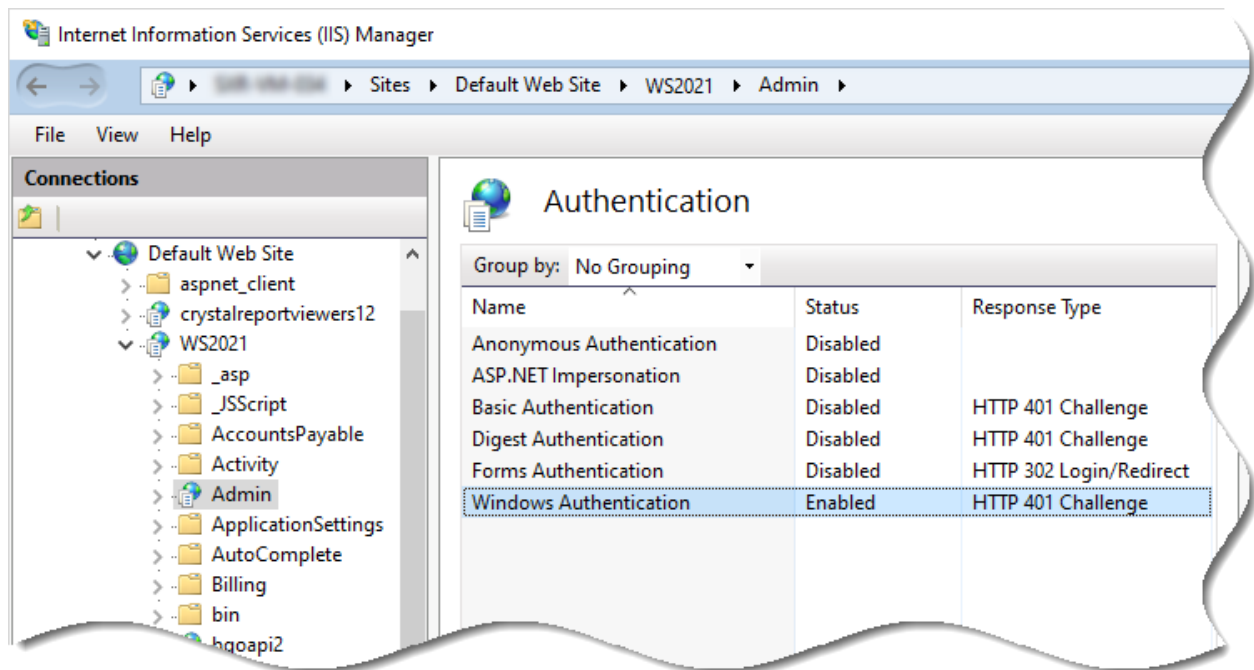 Internet Information Services (IIS) Manager
Sites Default Web Site WS2021 Admin
File View Help
Connections
Default Web Site
aspnet_client
crystalreportviewers12
WS2021
_asp
_JSScript
AccountsPayable
Activity
Admin
ApplicationSettings
AutoComplete
Billing
bin
hqoapi2
Authentication
Group by: No Grouping
Name Status Response Type
Anonymous Authentication Disabled
ASP.NET Impersonation Disabled
Basic Authentication Disabled HTTP 401 Challenge
Digest Authentication Disabled HTTP 401 Challenge
Forms Authentication Disabled HTTP 302 Login/Redirect
Windows Authentication Enabled HTTP 401 Challenge